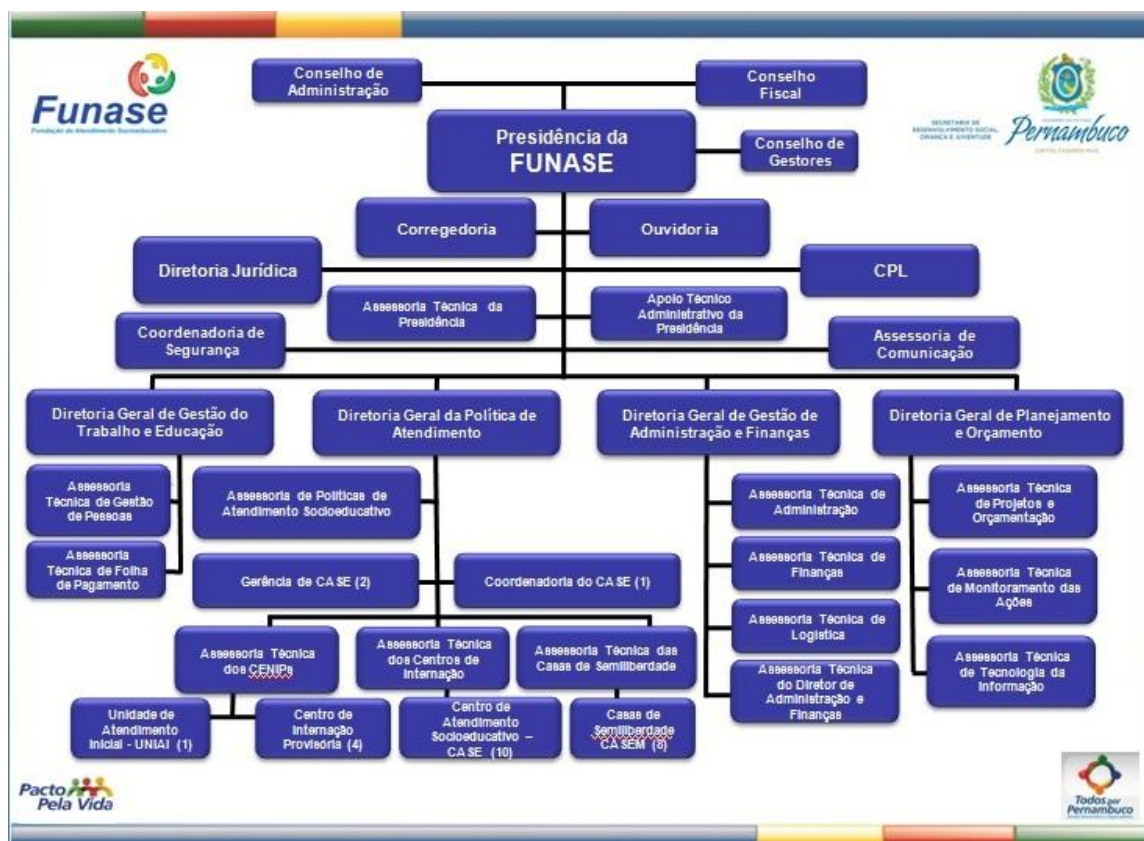 Conselho de
Administração
Conselho
Fiscal
Funase
Fundação de Atendimento Socioeducativo
SECRETARIA DE
DESENVOLVIMENTO SOCIAL,
CRIANÇA E JUVENTUDE
Pernambuco
Presidência da
FUNASE
Conselho de
Gestores
Corregedoria
Ouvidoria
Diretoria Jurídica
CPL
Assessoria Técnica da
Presidência
Apoio Técnico
Administrativo da
Presidência
Coordenadoria de
Segurança
Assessoria de
Comunicação
Diretoria Geral de Gestão do
Trabalho e Educação
Diretoria Geral da Política de
Atendimento
Diretoria Geral de Gestão de
Administração e Finanças
Diretoria Geral de Planejamento
e Orçamento
Assessoria
Técnica de Gestão
de Pessoas
Assessoria de Políticas de
Atendimento Socioeducativo
Assessoria Técnica de
Administração
Assessoria Técnica
de Projetos e
Orçamentação
Assessoria
Técnica de Folha
de Pagamento
Gerência de CASE (2)
Coordenadoria do CASE (1)
Assessoria Técnica de
Finanças
Assessoria Técnica
de Monitoramento das
Ações
Assessoria Técnica
dos CENIPs
Assessoria Técnica
dos Centros de
Internação
Assessoria Técnica das
Casas de Semiliberdade
Assessoria Técnica de
Logística
Assessoria Técnica
de Tecnologia da
Informação
Assessoria Técnica
do Diretor de
Administração e
Finanças
Unidade de
Atendimento
Inicial - UNIAI (1)
Centro de
Internação
Provisória (4)
Centro de
Atendimento
Socioeducativo –
CASE (10)
Casas de
Semiliberdade
CASEM (8)
Pacto
Pela Vida
Todos por
Pernambuco